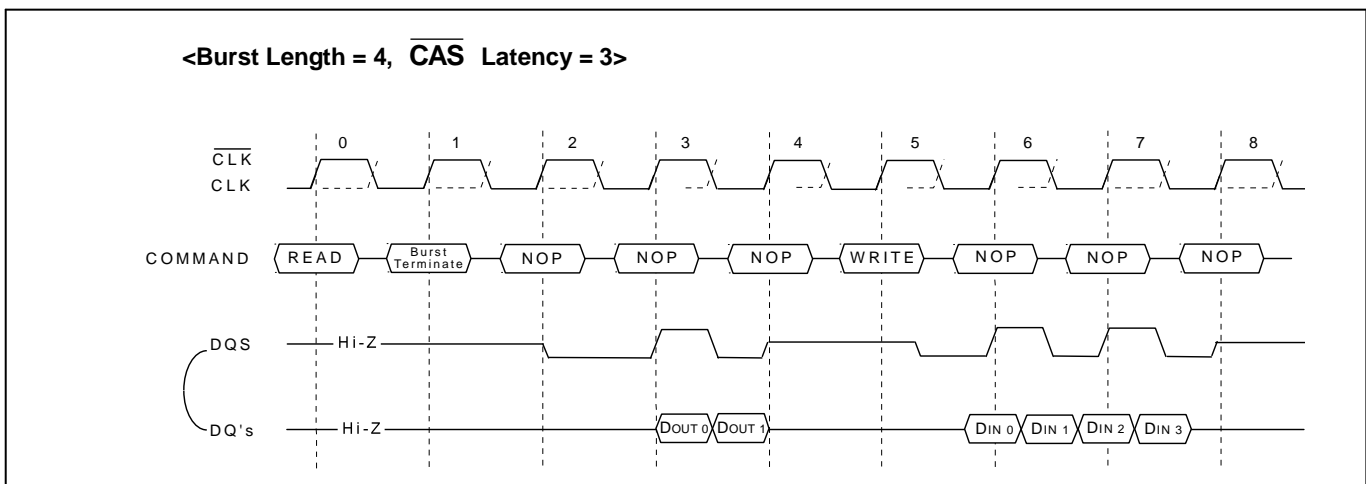 <Burst Length = 4, CAS Latency = 3>
0 1 2 3 4 5 6 7 8
CLK
CLK
COMMAND READ Burst Terminate NOP NOP NOP WRITE NOP NOP NOP
DQS Hi-Z
DQ's Hi-Z DOUT 0 DOUT 1 DIN 0 DIN 1 DIN 2 DIN 3